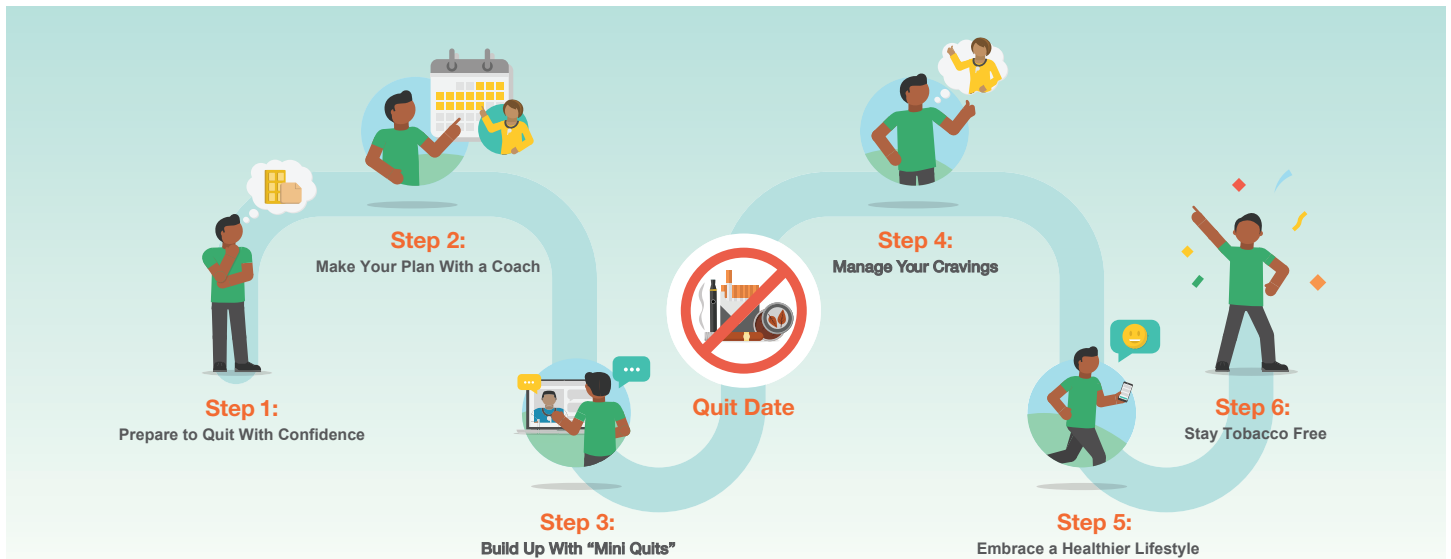 Step 1:
Prepare to Quit With Confidence
Step 2:
Make Your Plan With a Coach
Step 3:
Build Up With “Mini Quits”
Quit Date
Step 4:
Manage Your Cravings
Step 5:
Embrace a Healthier Lifestyle
Step 6:
Stay Tobacco Free